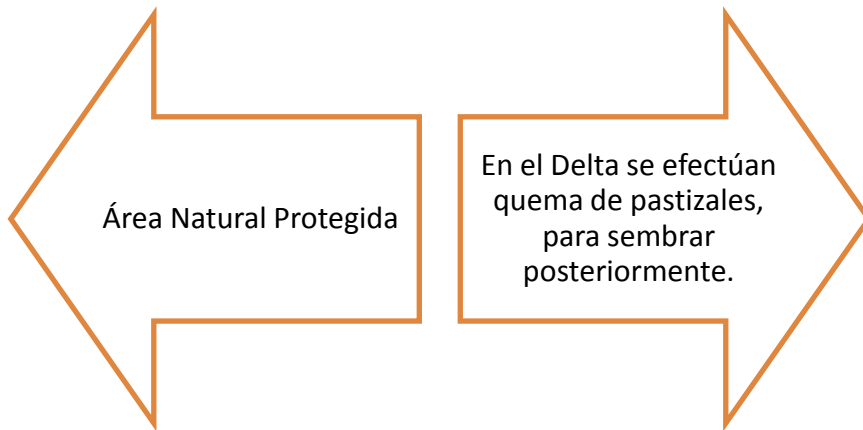 Área Natural Protegida
En el Delta se efectúan
quema de pastizales,
para sembrar
posteriormente.